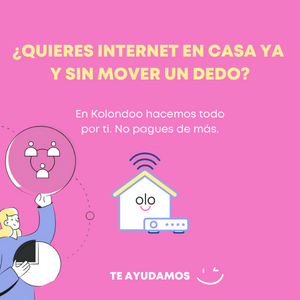 ¿QUIERES INTERNET EN CASA YA
Y SIN MOVER UN DEDO?
En Kolondoo hacemos todo
por ti. No pagues de más.
olo
TE AYUDAMOS